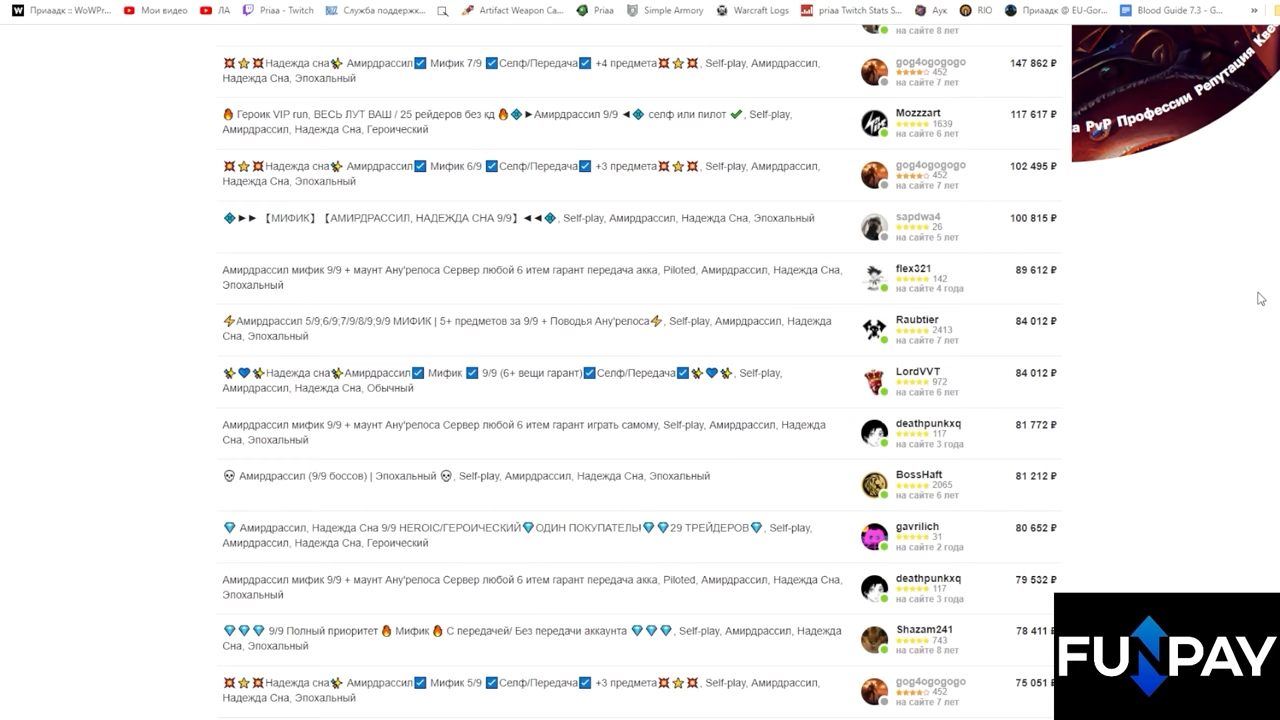 Приаадк :: WoWPr... Мои видео ЛА Priaa - Twitch Служба поддержк... Artifact Weapon Ca... Priaa Simple Armory Warcraft Logs priaa Twitch Stats S... Аук RIO Приаадк @ EU-Gor... Blood Guide 7.3 - G... »
на сайте 8 лет
💥⭐💥Надежда сна✨ Амирдрассил☑ Мифик 7/9 ☑Селф/Передача☑ +4 предмета💥⭐💥, Self-play, Амирдрассил,
Надежда Сна, Эпохальный
gog4ogogogo
452
на сайте 7 лет
147 862 ₽
🔥 Героик VIP run, ВЕСЬ ЛУТ ВАШ / 25 рейдеров без кд 🔥💠►Амирдрассил 9/9 ◄💠 селф или пилот ✔, Self-play,
Амирдрассил, Надежда Сна, Героический
Mozzzart
1639
на сайте 6 лет
117 617 ₽
💥⭐💥Надежда сна✨ Амирдрассил☑ Мифик 6/9 ☑Селф/Передача☑ +3 предмета💥⭐💥, Self-play, Амирдрассил,
Надежда Сна, Эпохальный
gog4ogogogo
452
на сайте 7 лет
102 495 ₽
💠►► 【МИФИК】【АМИРДРАССИЛ, НАДЕЖДА СНА 9/9】◄◄💠, Self-play, Амирдрассил, Надежда Сна, Эпохальный
sapdwa4
26
на сайте 5 лет
100 815 ₽
Амирдрассил мифик 9/9 + маунт Ану'релоса Сервер любой 6 итем гарант передача акка, Piloted, Амирдрассил, Надежда Сна,
Эпохальный
flex321
142
на сайте 4 года
89 612 ₽
⚡Амирдрассил 5/9;6/9;7/9/8/9;9/9 МИФИК | 5+ предметов за 9/9 + Поводья Ану'релоса⚡, Self-play, Амирдрассил, Надежда
Сна, Эпохальный
Raubtier
2413
на сайте 7 лет
84 012 ₽
✨💙✨Надежда сна✨Амирдрассил☑ Мифик ☑ 9/9 (6+ вещи гарант)☑Селф/Передача☑✨💙✨, Self-play,
Амирдрассил, Надежда Сна, Обычный
LordVVT
972
на сайте 6 лет
84 012 ₽
Амирдрассил мифик 9/9 + маунт Ану'релоса Сервер любой 6 итем гарант играть самому, Self-play, Амирдрассил, Надежда
Сна, Эпохальный
deathpunkxq
117
на сайте 3 года
81 772 ₽
💀 Амирдрассил (9/9 боссов) | Эпохальный 💀, Self-play, Амирдрассил, Надежда Сна, Эпохальный
BossHaft
2065
на сайте 6 лет
81 212 ₽
💎 Амирдрассил, Надежда Сна 9/9 HEROIC/ГЕРОИЧЕСКИЙ💎ОДИН ПОКУПАТЕЛЬ!💎💎29 ТРЕЙДЕРОВ💎, Self-play,
Амирдрассил, Надежда Сна, Героический
gavrilich
31
на сайте 2 года
80 652 ₽
Амирдрассил мифик 9/9 + маунт Ану'релоса Сервер любой 6 итем гарант передача акка, Piloted, Амирдрассил, Надежда Сна,
Эпохальный
deathpunkxq
117
на сайте 3 года
79 532 ₽
💎💎💎 9/9 Полный приоритет 🔥 Мифик 🔥 С передачей/ Без передачи аккаунта 💎💎💎, Self-play, Амирдрассил, Надежда
Сна, Эпохальный
Shazam241
743
на сайте 8 лет
78 411 ₽
💥⭐💥Надежда сна✨ Амирдрассил☑ Мифик 5/9 ☑Селф/Передача☑ +3 предмета💥⭐💥, Self-play, Амирдрассил,
Надежда Сна, Эпохальный
gog4ogogogo
452
на сайте 7 лет
75 051 ₽
а PvP Профессии Репутация Кве
FUNPAY